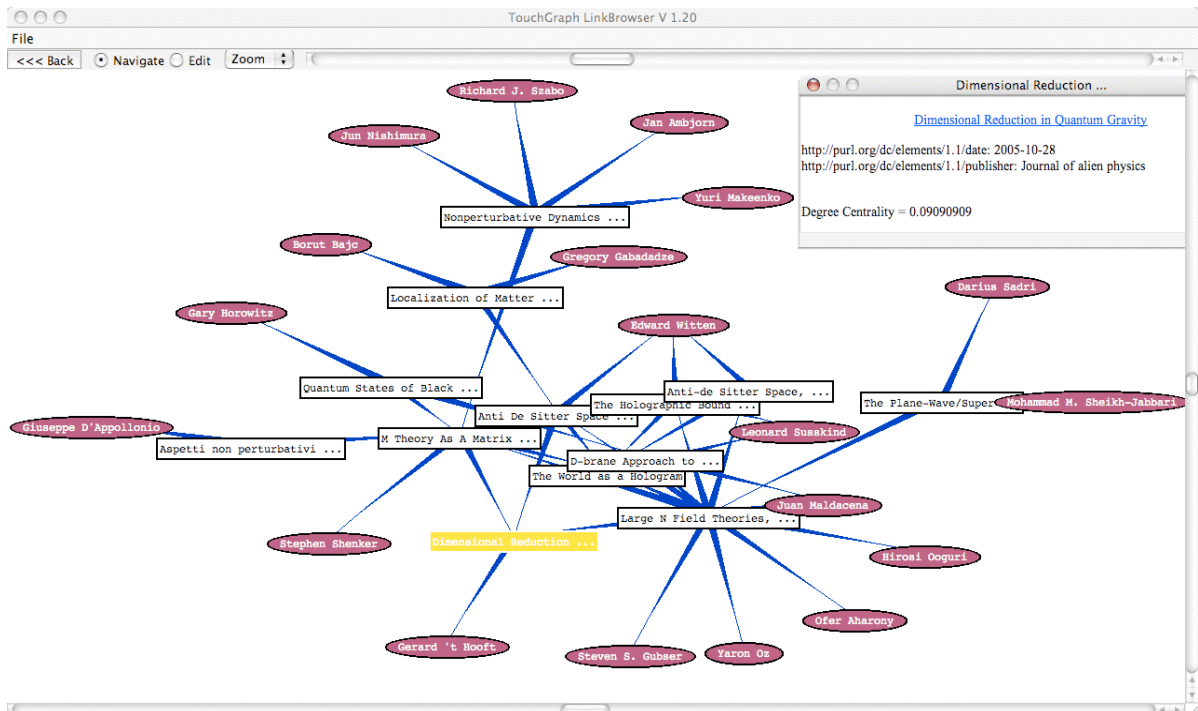 TouchGraph LinkBrowser V 1.20
File
<<< Back Navigate Edit Zoom
Dimensional Reduction ...
Dimensional Reduction in Quantum Gravity
http://purl.org/dc/elements/1.1/date: 2005-10-28
http://purl.org/dc/elements/1.1/publisher: Journal of alien physics
Degree Centrality = 0.09090909
Richard J. Szabo
Jan Ambjorn
Jun Nishimura
Yuri Makeenko
Nonperturbative Dynamics ...
Borut Bajc
Gregory Gabadadze
Darius Sadri
Localization of Matter ...
Gary Horowitz
Edward Witten
Quantum States of Black ...
Anti-de Sitter Space, ...
The Holographic Bound ...
The Plane-Wave/Super
Mohammad M. Sheikh-Jabbari
Anti De Sitter Space ...
Giuseppe D'Appollonio
Leonard Susskind
M Theory As A Matrix ...
Aspetti non perturbativi ...
D-brane Approach to ...
The World as a Hologram
Juan Maldacena
Large N Field Theories, ...
Stephen Shenker
Dimensional Reduction ...
Hirosi Ooguri
Ofer Aharony
Gerard 't Hooft
Steven S. Gubser
Yaron Oz